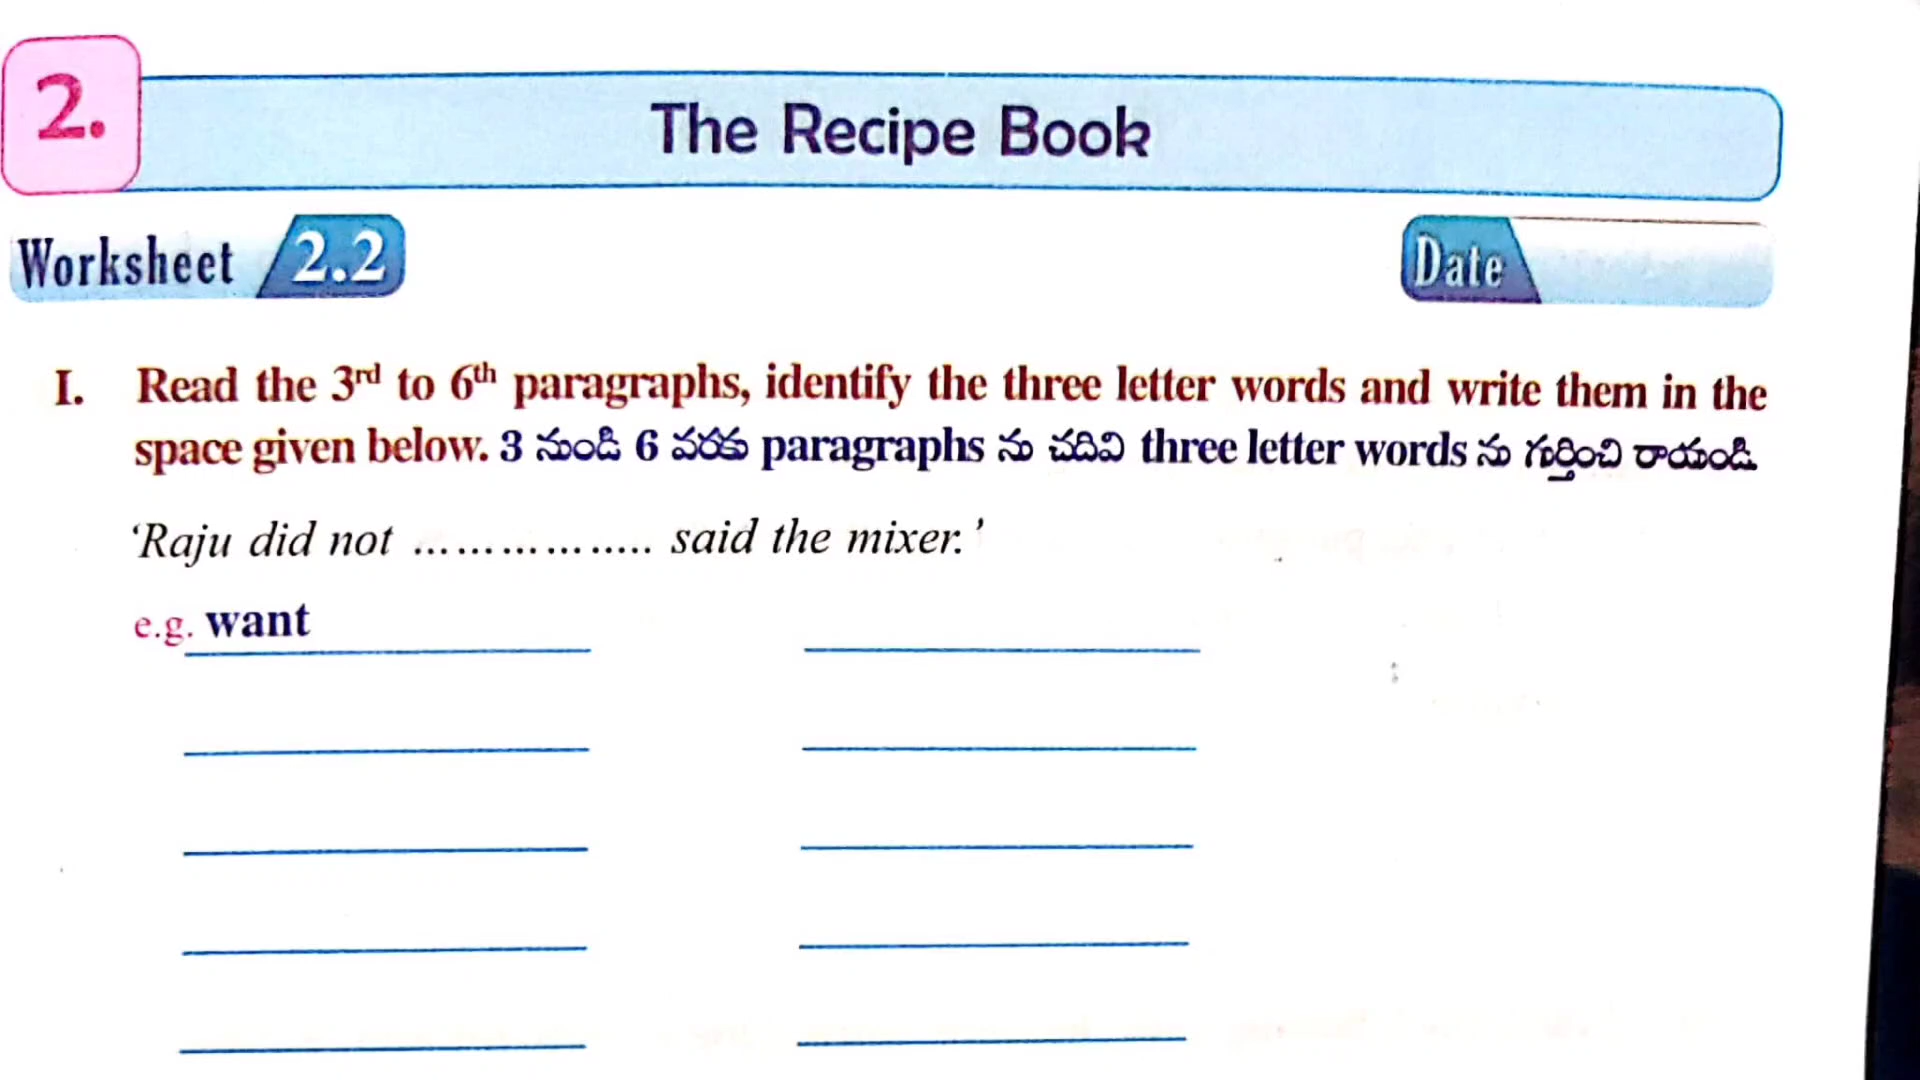 2.
The Recipe Book
Worksheet 2.2
Date
I. Read the 3rd to 6th paragraphs, identify the three letter words and write them in the
space given below. 3 నుండి 6 వరకు paragraphs ను చదివి three letter words ను గుర్తించి రాయండి.
‘Raju did not ................ said the mixer.’
e.g. want